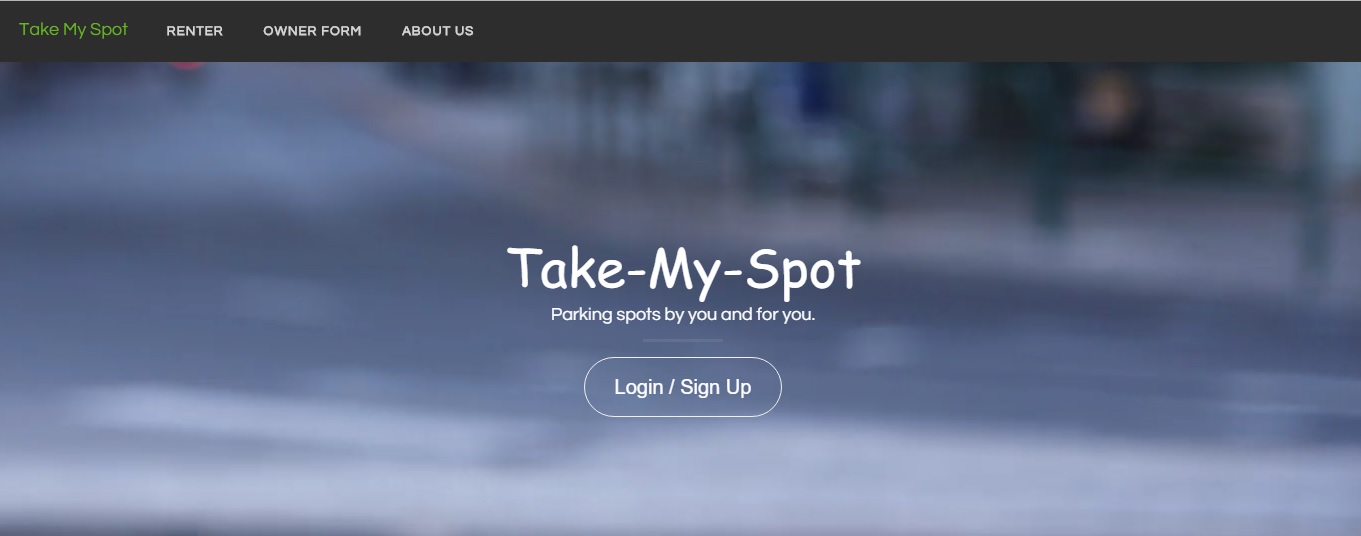 Take My Spot RENTER OWNER FORM ABOUT US
Take-My-Spot
Parking spots by you and for you.
Login / Sign Up